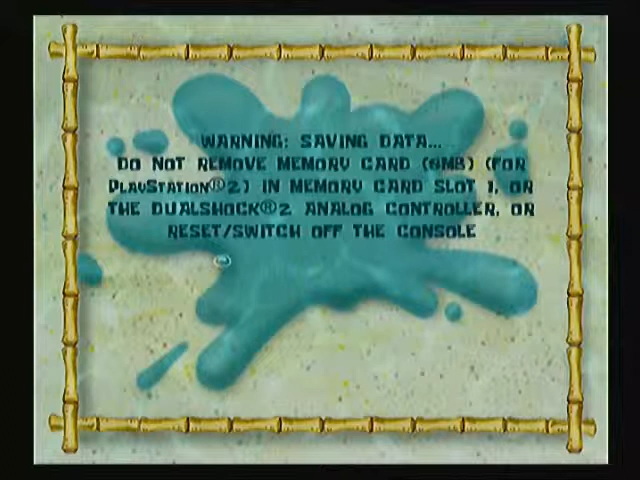 WARNING: SAVING DATA...
DO NOT REMOVE MEMORY CARD (8MB) (FOR
PLAYSTATION®2) IN MEMORY CARD SLOT 1, OR
THE DUALSHOCK®2 ANALOG CONTROLLER, OR
RESET/SWITCH OFF THE CONSOLE